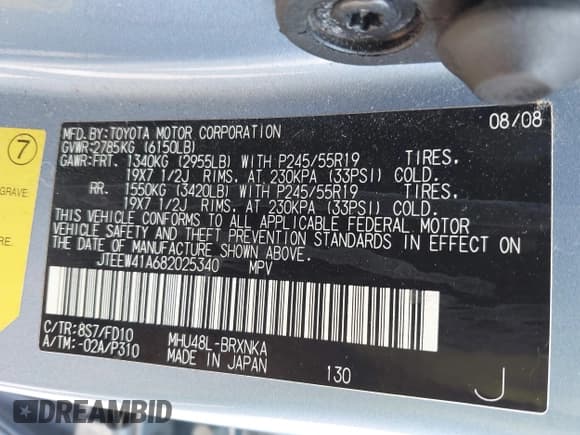 08/08
MFD.BY:TOYOTA MOTOR CORPORATION
GVWR:2785KG (6150LB)
GAWR:FRT. 1340KG (2955LB) WITH P245/55R19 TIRES,
19X7 1/2J RIMS, AT 230KPA (33PSI) COLD.
RR. 1550KG (3420LB) WITH P245/55R19 TIRES,
19X7 1/2J RIMS, AT 230KPA (33PSI) COLD.
THIS VEHICLE CONFORMS TO ALL APPLICABLE FEDERAL MOTOR
VEHICLE SAFETY AND THEFT PREVENTION STANDARDS IN EFFECT ON
THE DATE OF MANUFACTURE SHOWN ABOVE.
JTEEW41A682025340 MPV
C/TR:8S7/FD10 MHU48L-BRXNKA
A/TM:-02A/P310 MADE IN JAPAN
130 J
7
GRAVE.
DREAMBID